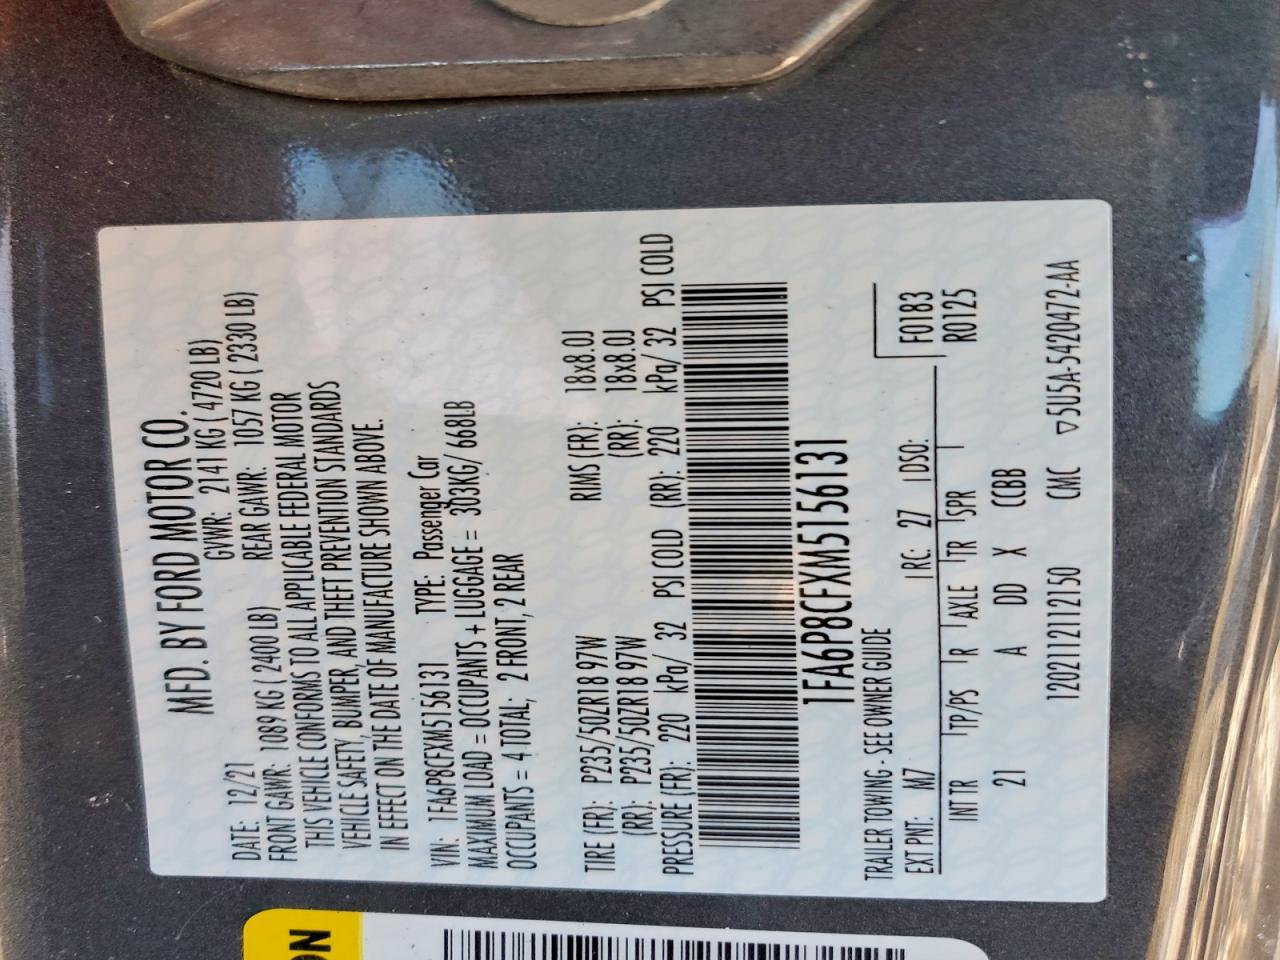 MFD. BY FORD MOTOR CO.
DATE: 12/21 GVWR: 2141 KG ( 4720 LB)
FRONT GAWR: 1089 KG ( 2400 LB) REAR GAWR: 1057 KG ( 2330 LB)
THIS VEHICLE CONFORMS TO ALL APPLICABLE FEDERAL MOTOR
VEHICLE SAFETY, BUMPER, AND THEFT PREVENTION STANDARDS
IN EFFECT ON THE DATE OF MANUFACTURE SHOWN ABOVE.
VIN: 1FA6P8CFXM5156131 TYPE: Passenger Car
MAXIMUM LOAD = OCCUPANTS + LUGGAGE = 303KG/ 668LB
OCCUPANTS = 4 TOTAL; 2 FRONT, 2 REAR
TIRE (FR): P235/50ZR18 97W RIMS (FR): 18x8.0J
(RR): P235/50ZR18 97W (RR): 18x8.0J
PRESSURE (FR): 220 kPa/ 32 PSI COLD (RR): 220 kPa/ 32 PSI COLD
1FA6P8CFXM5156131
TRAILER TOWING - SEE OWNER GUIDE
EXT PNT: M7 RC: 27 DSO: F0183
INT TR TP/PS R AXLE TR SPR R0125
21 A DD X CCBB
12021121112150 CMC ▽5U5A-5420472-AA
ON